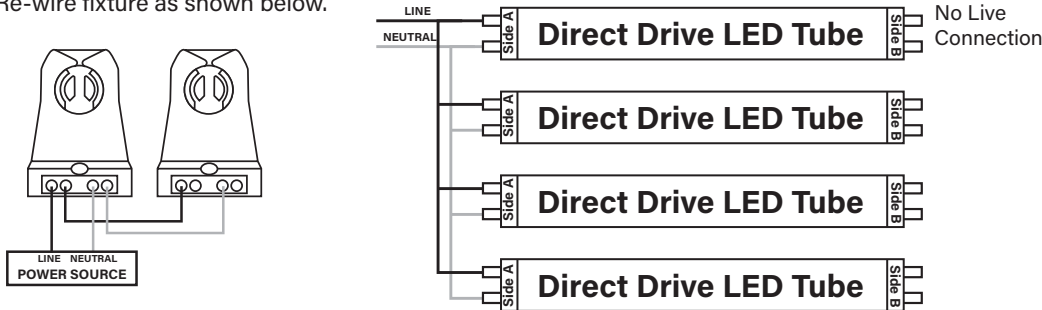 Re-wire fixture as shown below.
LINE NEUTRAL
POWER SOURCE
LINE
NEUTRAL
Side A Direct Drive LED Tube Side B
No Live
Connection
Side A Direct Drive LED Tube Side B
Side A Direct Drive LED Tube Side B
Side A Direct Drive LED Tube Side B